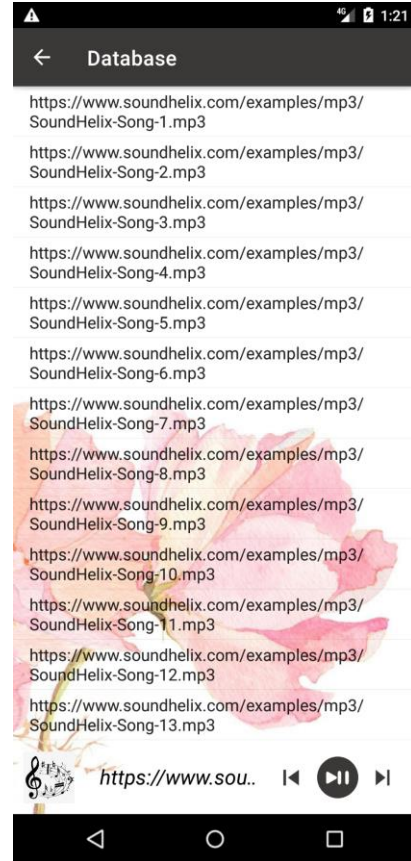 4G 1:21
Database
https://www.soundhelix.com/examples/mp3/
SoundHelix-Song-1.mp3
https://www.soundhelix.com/examples/mp3/
SoundHelix-Song-2.mp3
https://www.soundhelix.com/examples/mp3/
SoundHelix-Song-3.mp3
https://www.soundhelix.com/examples/mp3/
SoundHelix-Song-4.mp3
https://www.soundhelix.com/examples/mp3/
SoundHelix-Song-5.mp3
https://www.soundhelix.com/examples/mp3/
SoundHelix-Song-6.mp3
https://www.soundhelix.com/examples/mp3/
SoundHelix-Song-7.mp3
https://www.soundhelix.com/examples/mp3/
SoundHelix-Song-8.mp3
https://www.soundhelix.com/examples/mp3/
SoundHelix-Song-9.mp3
https://www.soundhelix.com/examples/mp3/
SoundHelix-Song-10.mp3
https://www.soundhelix.com/examples/mp3/
SoundHelix-Song-11.mp3
https://www.soundhelix.com/examples/mp3/
SoundHelix-Song-12.mp3
https://www.soundhelix.com/examples/mp3/
SoundHelix-Song-13.mp3
https://www.sou..